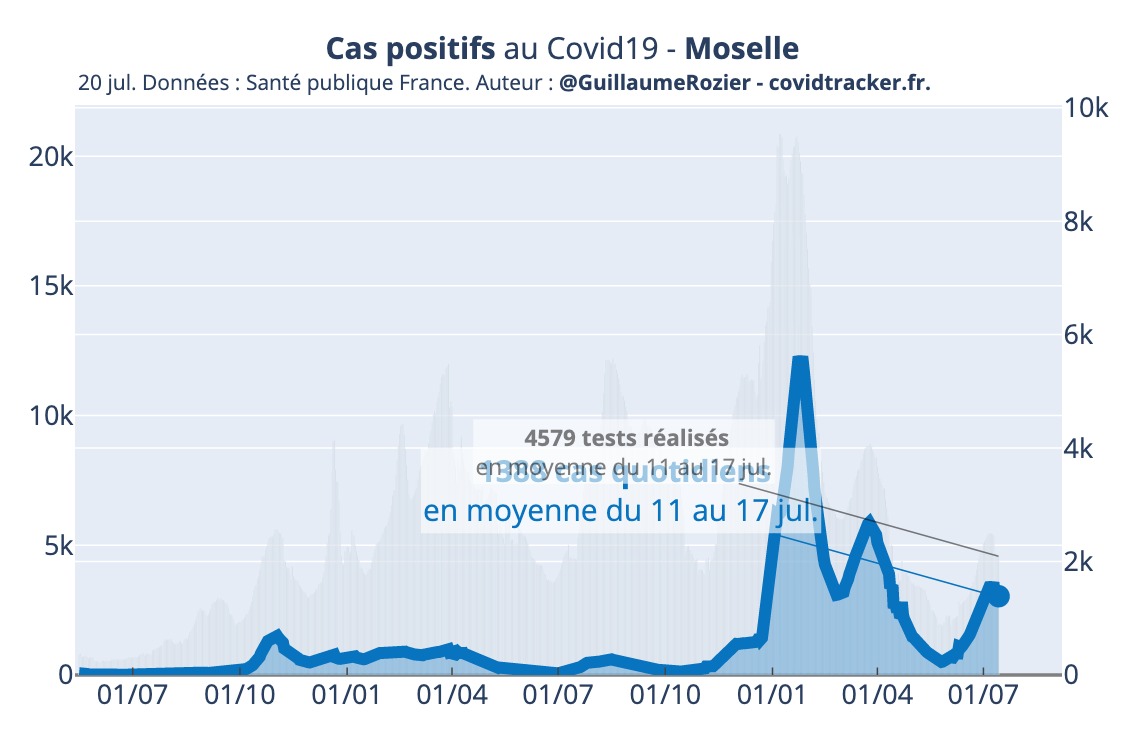 Cas positifs au Covid19 - Moselle
20 jul. Données : Santé publique France. Auteur : @GuillaumeRozier - covidtracker.fr.
10k
20k
8k
15k
6k
10k
4579 tests réalisés
4k
en moyenne du 11 au 17 jul.
1388 cas quotidiens
en moyenne du 11 au 17 jul.
5k
2k
0
0
01/07
01/10
01/01
01/04
01/07
01/10
01/01
01/04
01/07